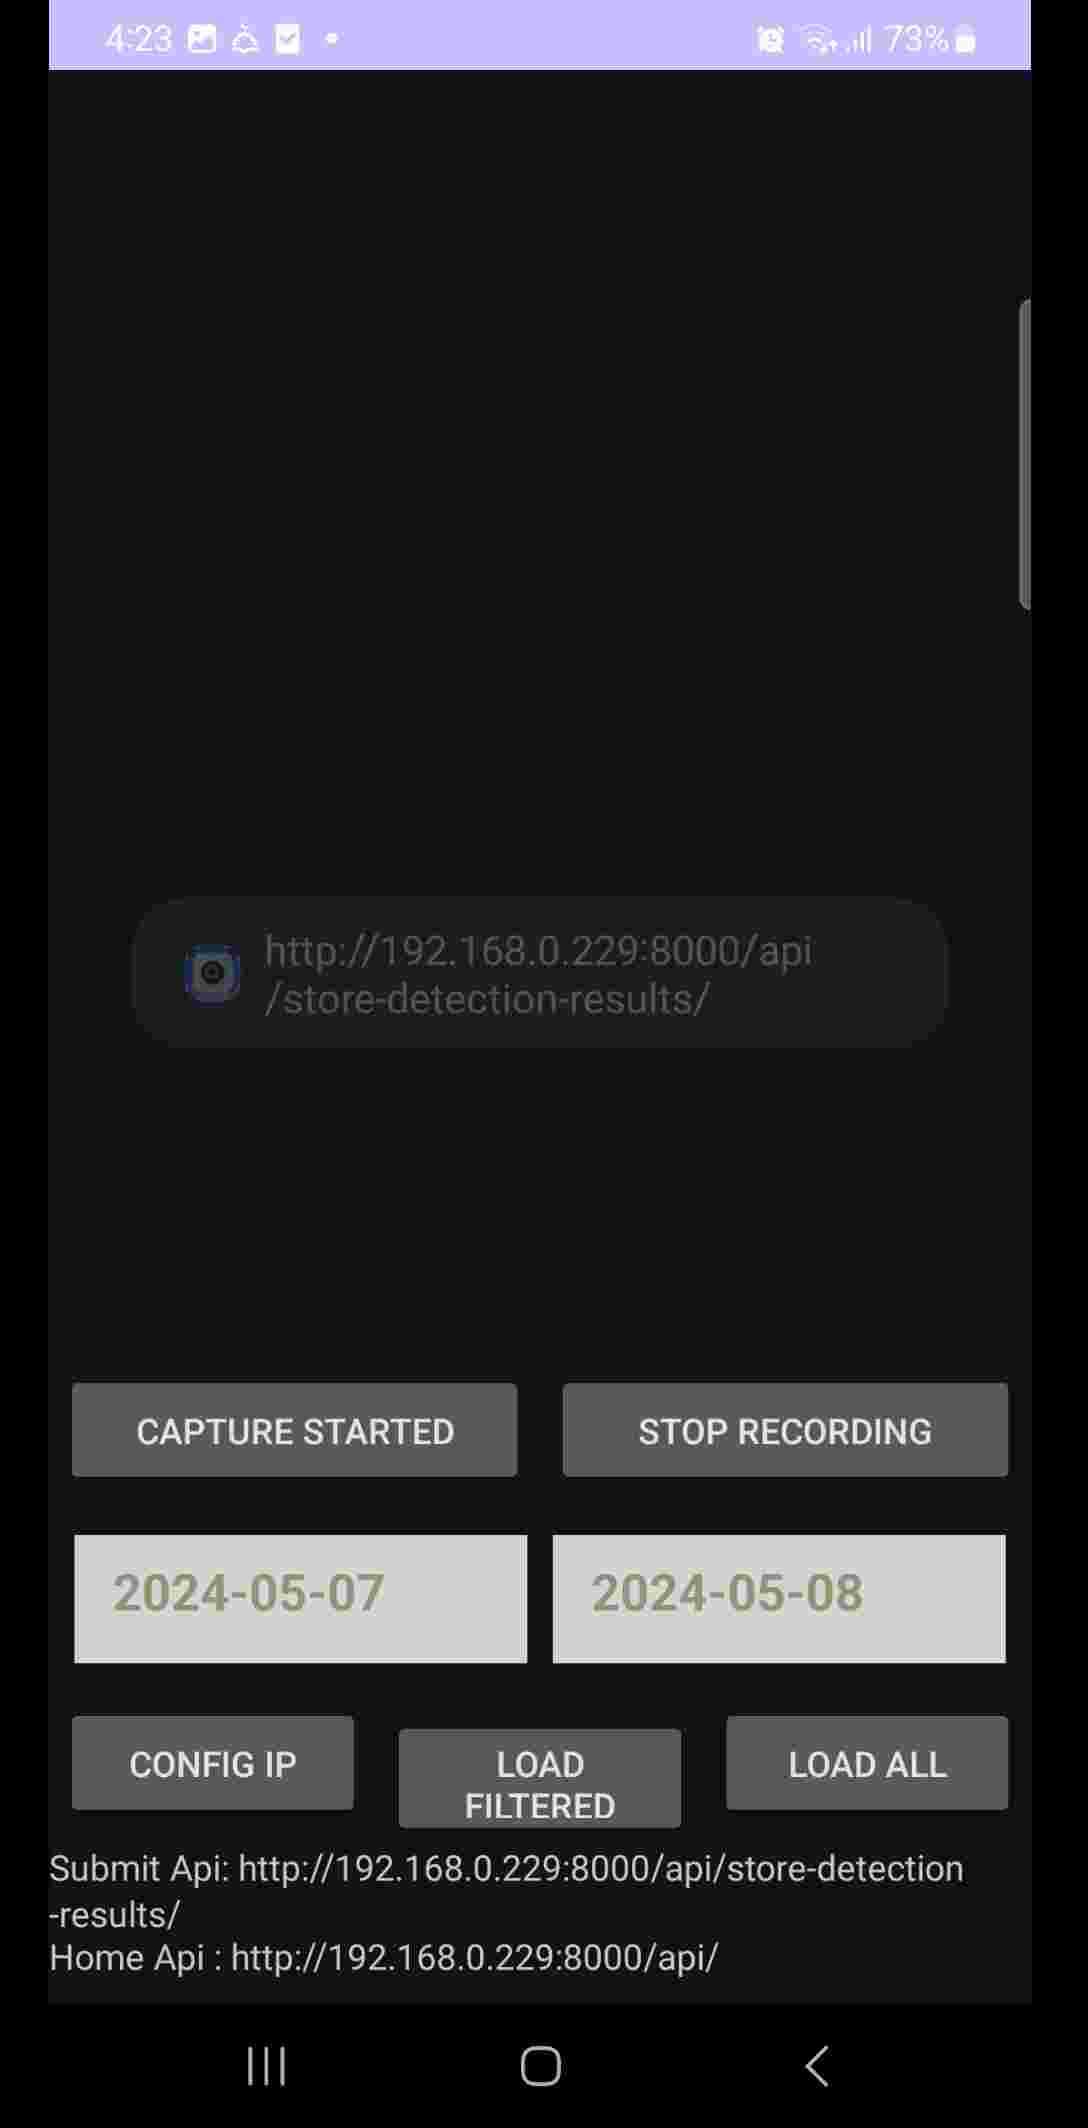 4:23
73%
http://192.168.0.229:8000/api
/store-detection-results/
CAPTURE STARTED
STOP RECORDING
2024-05-07
2024-05-08
CONFIG IP
LOAD
FILTERED
LOAD ALL
Submit Api: http://192.168.0.229:8000/api/store-detection
-results/
Home Api : http://192.168.0.229:8000/api/